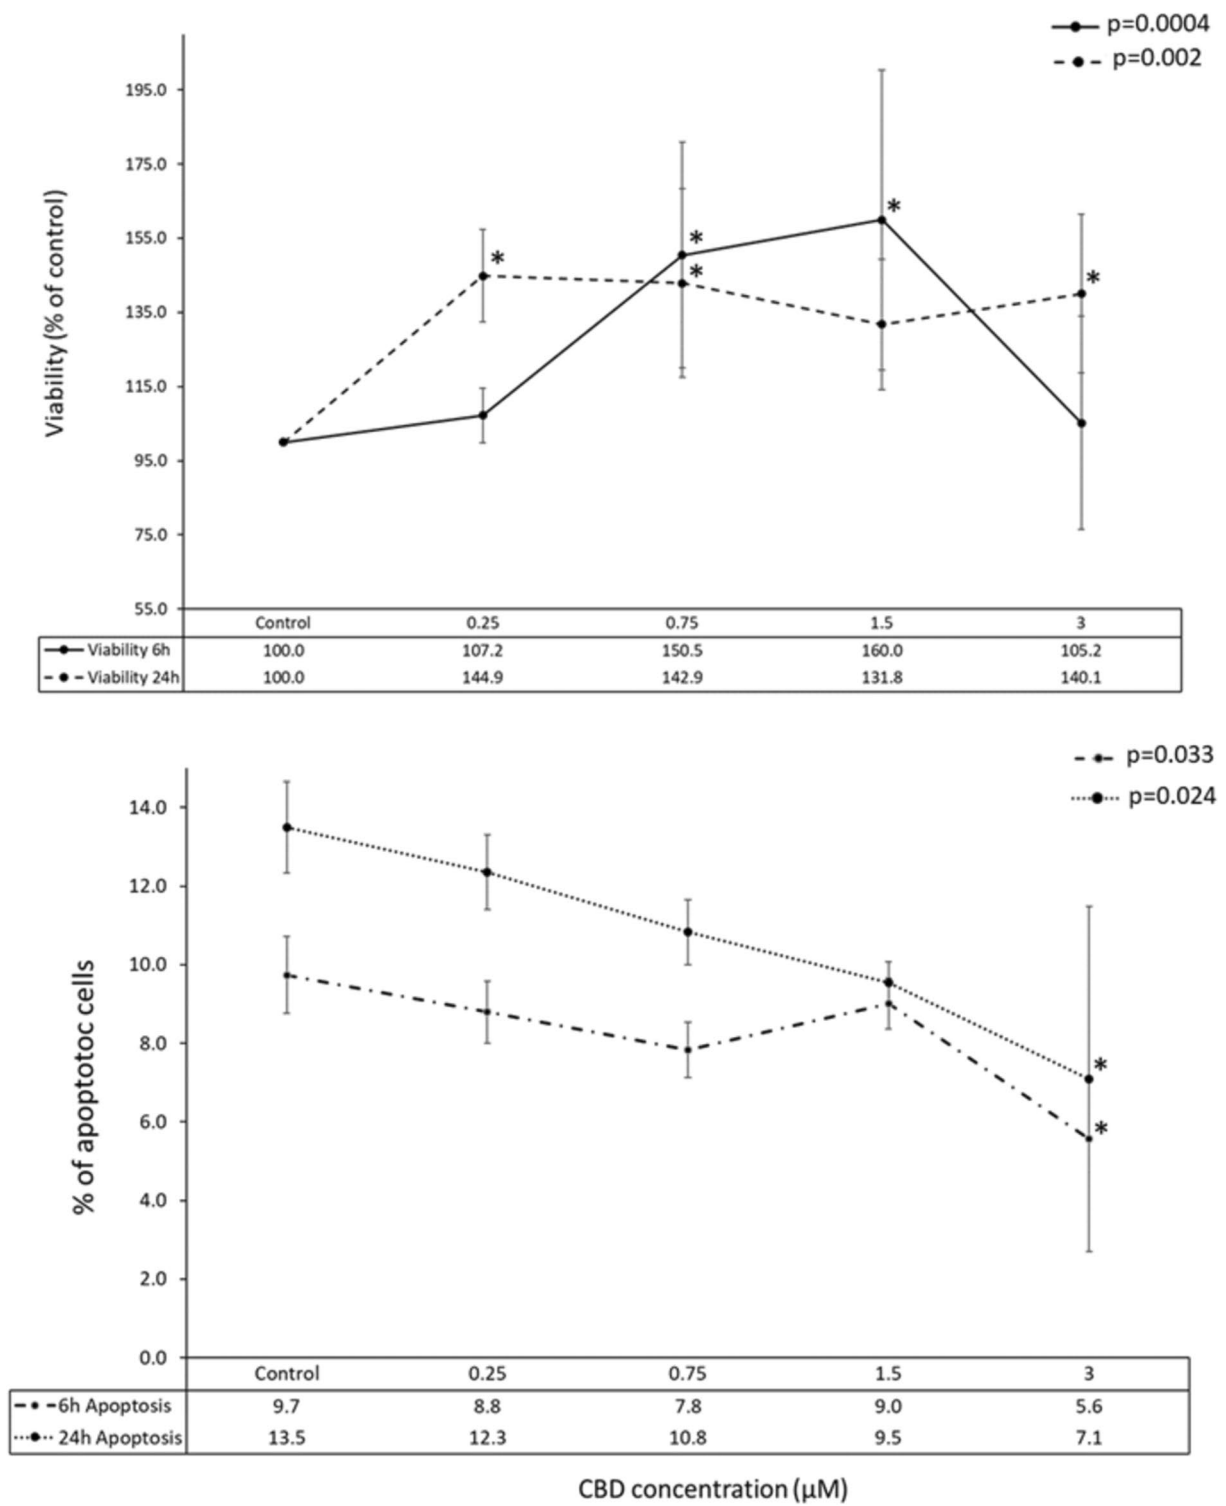 p=0.0004
p=0.002
Viability (% of control)
195.0
175.0
155.0
135.0
115.0
95.0
75.0
55.0
*
*
*
*
*
Control 0.25 0.75 1.5 3
Viability 6h 100.0 107.2 150.5 160.0 105.2
Viability 24h 100.0 144.9 142.9 131.8 140.1
p=0.033
p=0.024
% of apoptotoc cells
14.0
12.0
10.0
8.0
6.0
4.0
2.0
0.0
*
*
Control 0.25 0.75 1.5 3
6h Apoptosis 9.7 8.8 7.8 9.0 5.6
24h Apoptosis 13.5 12.3 10.8 9.5 7.1
CBD concentration (µM)